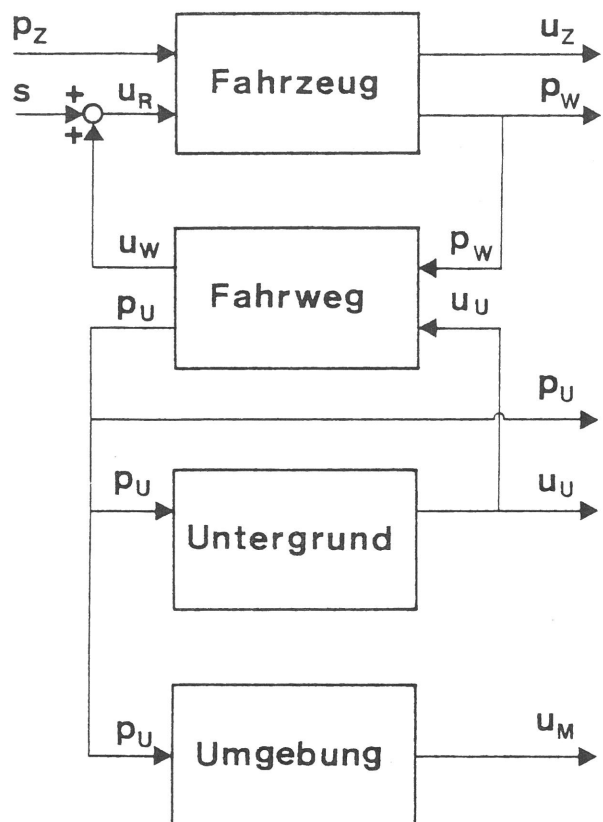 p_Z
u_Z
Fahrzeug
s
+
+
u_R
p_W
u_W
p_W
Fahrweg
p_U
u_U
p_U
p_U
u_U
Untergrund
p_U
u_M
Umgebung